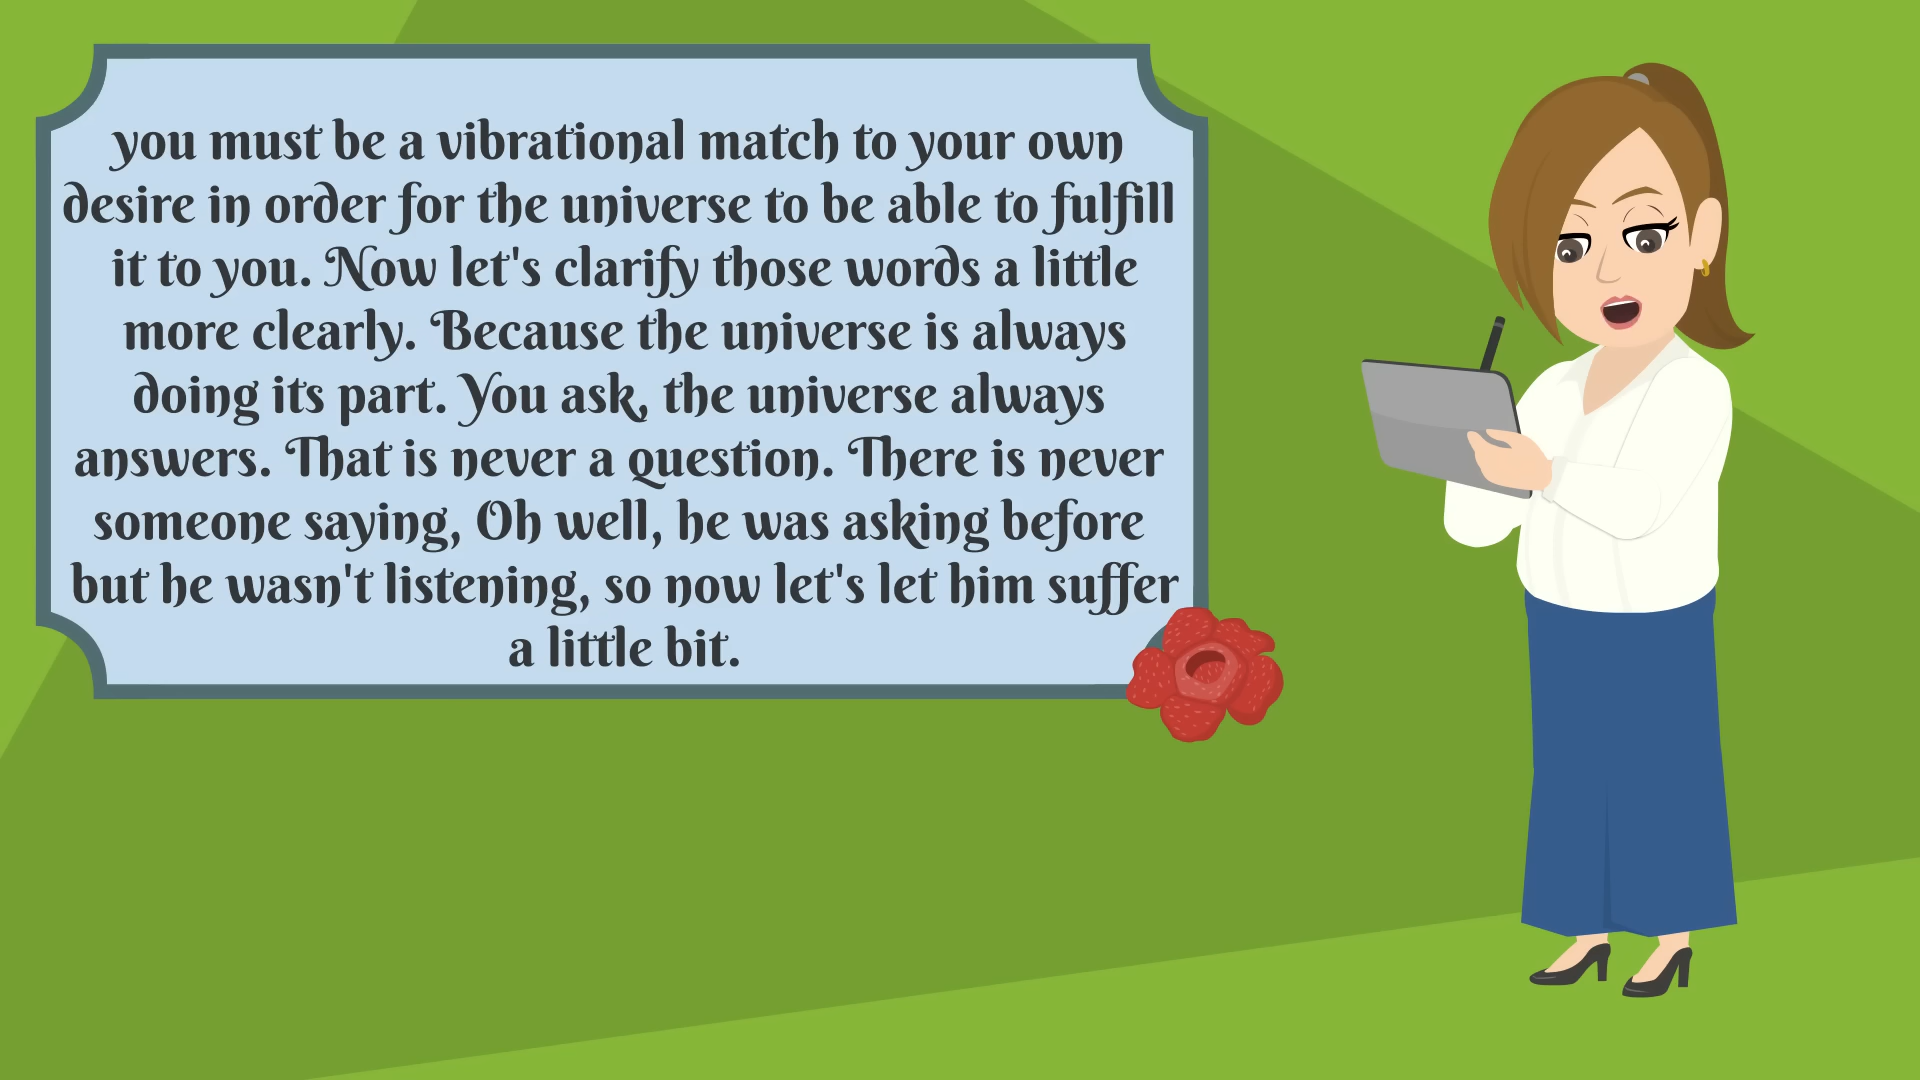 you must be a vibrational match to your own
desire in order for the universe to be able to fulfill
it to you. Now let's clarify those words a little
more clearly. Because the universe is always
doing its part. You ask, the universe always
answers. That is never a question. There is never
someone saying, Oh well, he was asking before
but he wasn't listening, so now let's let him suffer
a little bit.